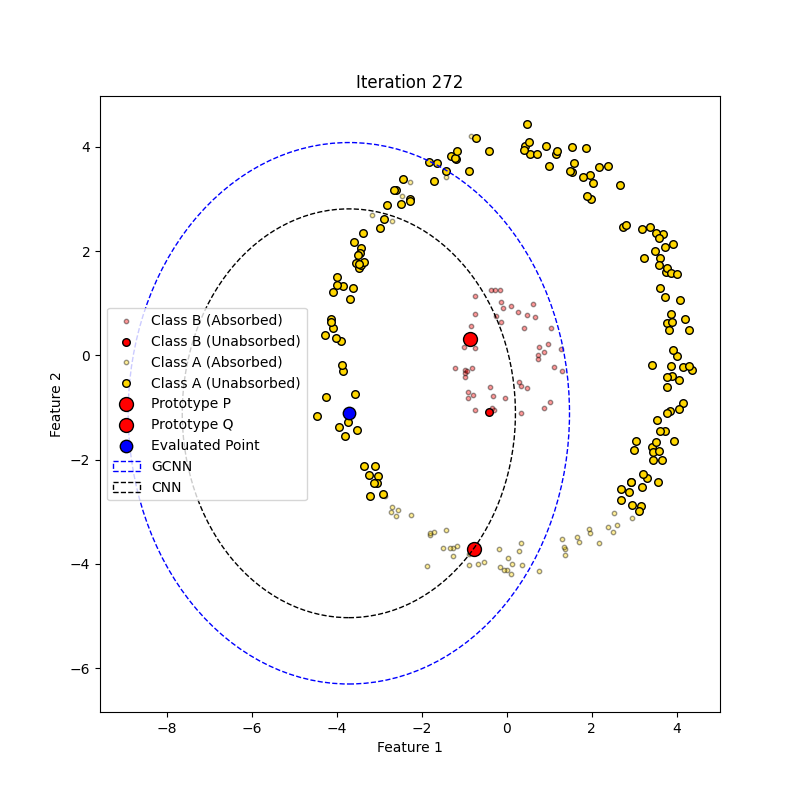 Iteration 272
Feature 2
4
2
0
−2
−4
−6
Class B (Absorbed)
Class B (Unabsorbed)
Class A (Absorbed)
Class A (Unabsorbed)
Prototype P
Prototype Q
Evaluated Point
GCNN
CNN
−8 −6 −4 −2 0 2 4
Feature 1